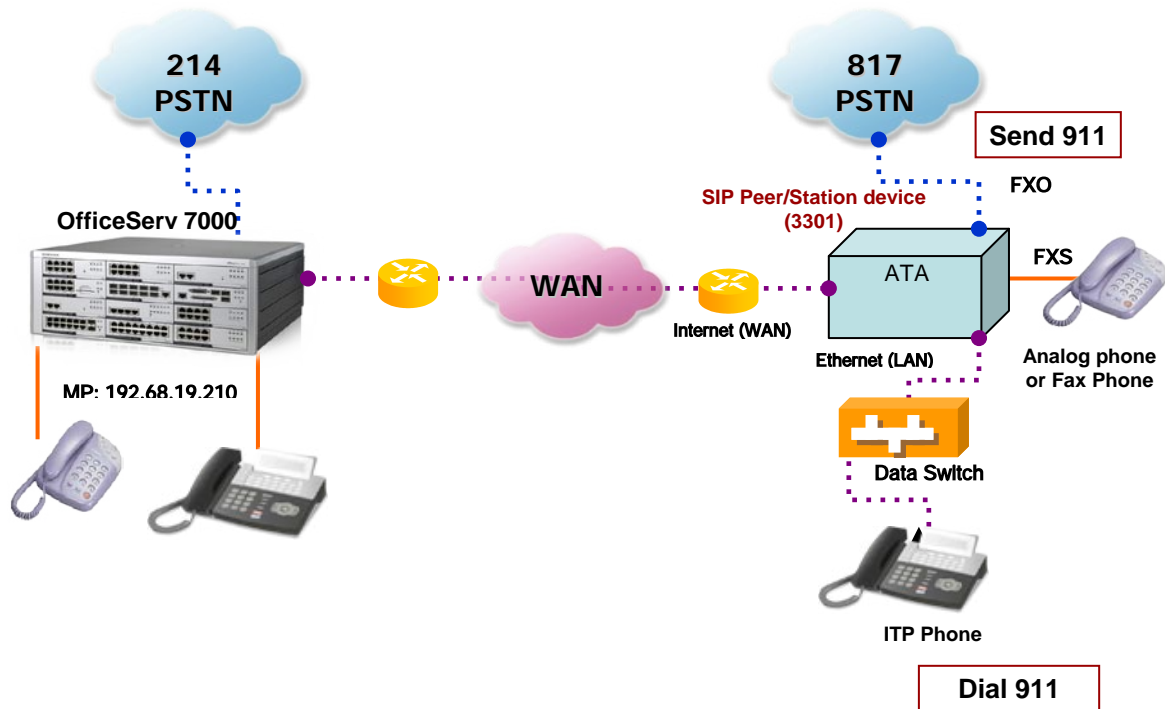 214
PSTN
817
PSTN
Send 911
FXO
SIP Peer/Station device
(3301)
OfficeServ 7000
FXS
ATA
WAN
Internet (WAN)
Ethernet (LAN)
Analog phone
or Fax Phone
MP: 192.68.19.210
Data Switch
ITP Phone
Dial 911